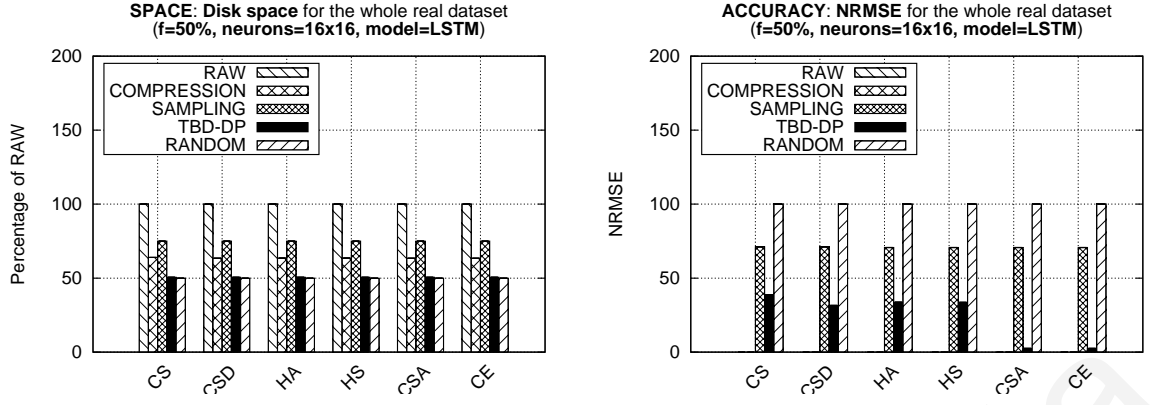 SPACE: Disk space for the whole real dataset
(f=50%, neurons=16x16, model=LSTM)
200
150
100
50
0
Percentage of RAW
RAW
COMPRESSION
SAMPLING
TBD-DP
RANDOM
CS
CSD
HA
HS
CSA
CE
ACCURACY: NRMSE for the whole real dataset
(f=50%, neurons=16x16, model=LSTM)
200
150
100
50
0
NRMSE
RAW
COMPRESSION
SAMPLING
TBD-DP
RANDOM
CS
CSD
HA
HS
CSA
CE